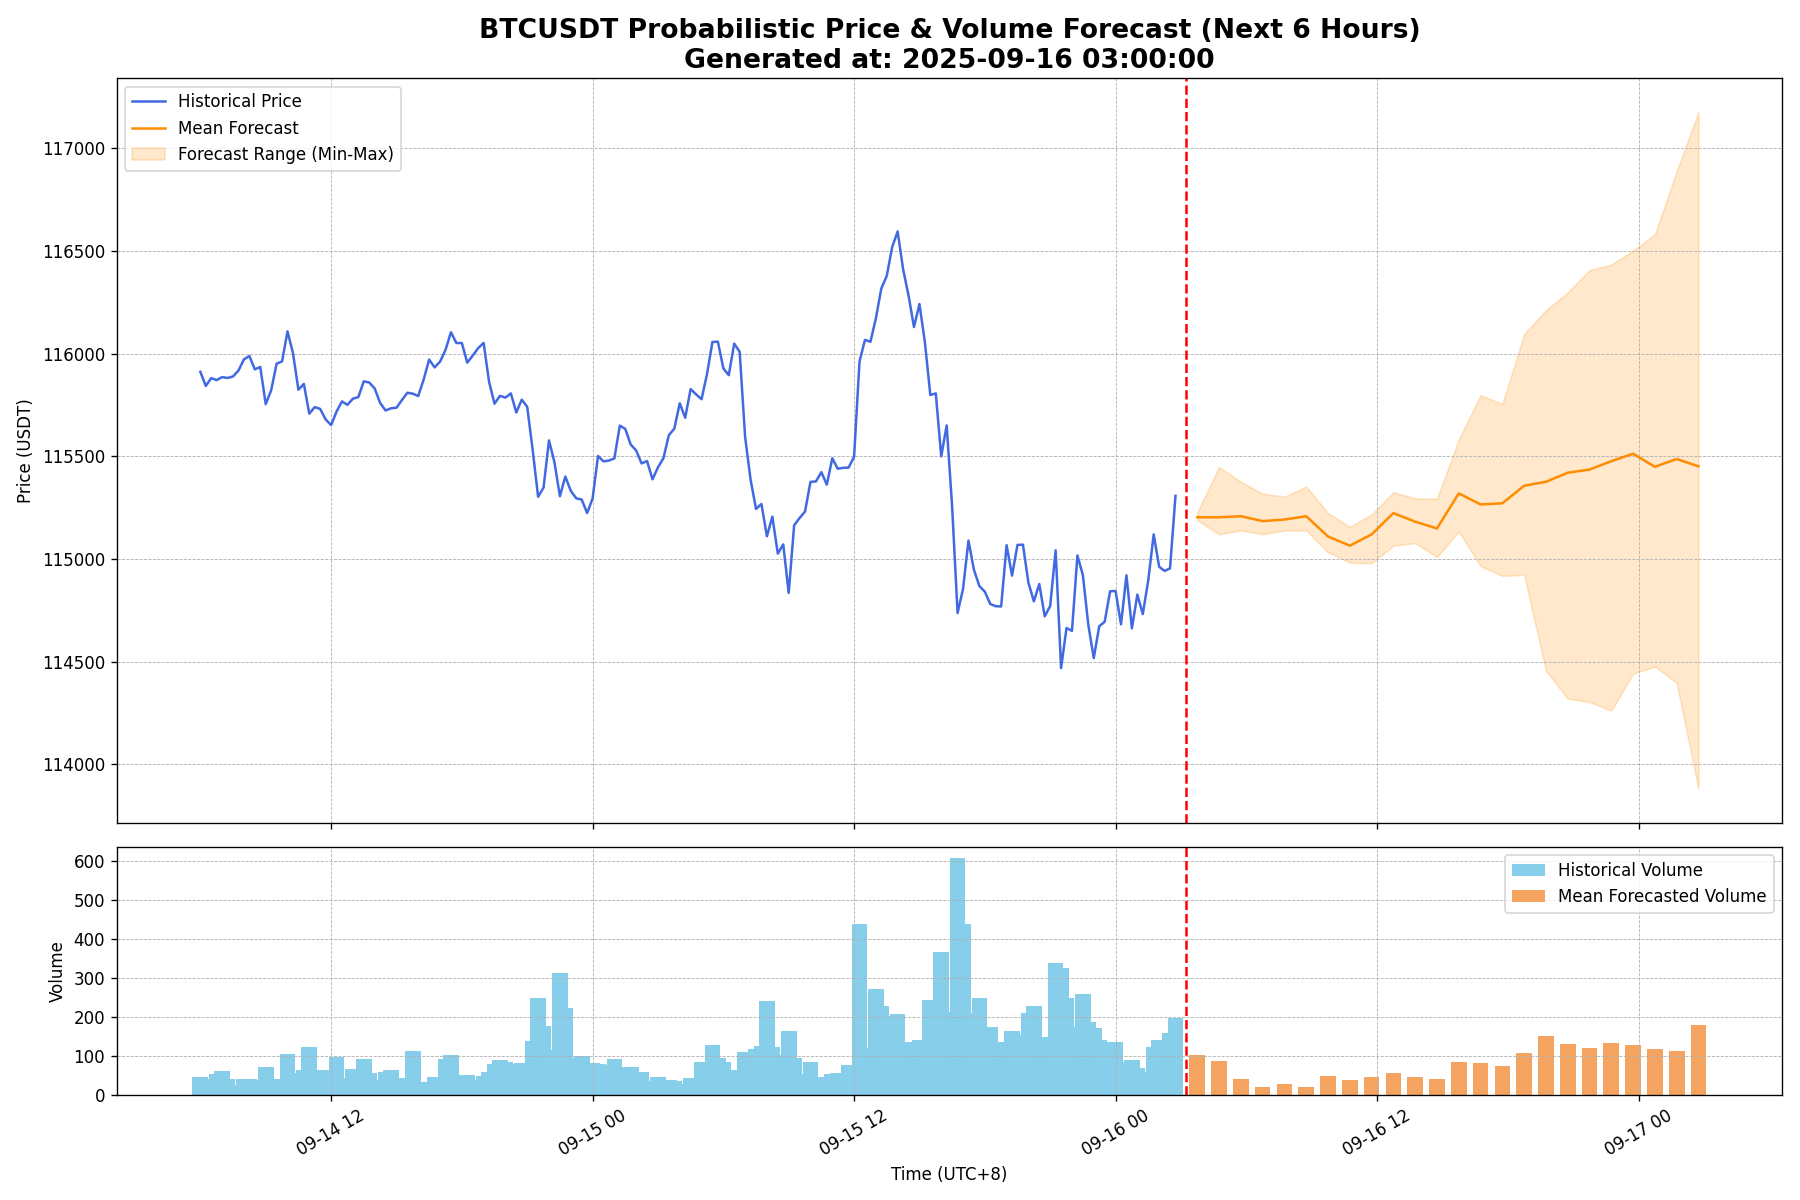 BTCUSDT Probabilistic Price & Volume Forecast (Next 6 Hours)
Generated at: 2025-09-16 03:00:00
Historical Price
Mean Forecast
Forecast Range (Min-Max)
117000
116500
116000
115500
115000
114500
114000
Price (USDT)
Historical Volume
Mean Forecasted Volume
600
500
400
300
200
100
0
Volume
09-14 12
09-15 00
09-15 12
09-16 00
09-16 12
09-17 00
Time (UTC+8)